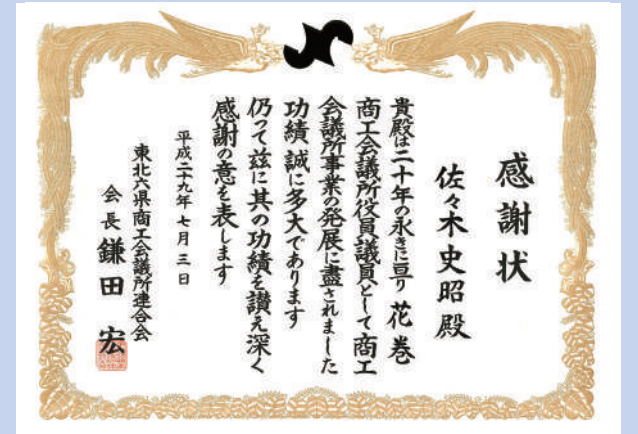 感謝状
佐々木史昭殿
貴殿は二十年の永きに亘り花巻
商工会議所役員議員として商工
会議所事業の発展に盡されました
功績誠に多大であります
仍って玆に其の功績を讃え深く
感謝の意を表します
平成二十九年七月三日
東北六県商工会議所連合会
会長鎌田宏